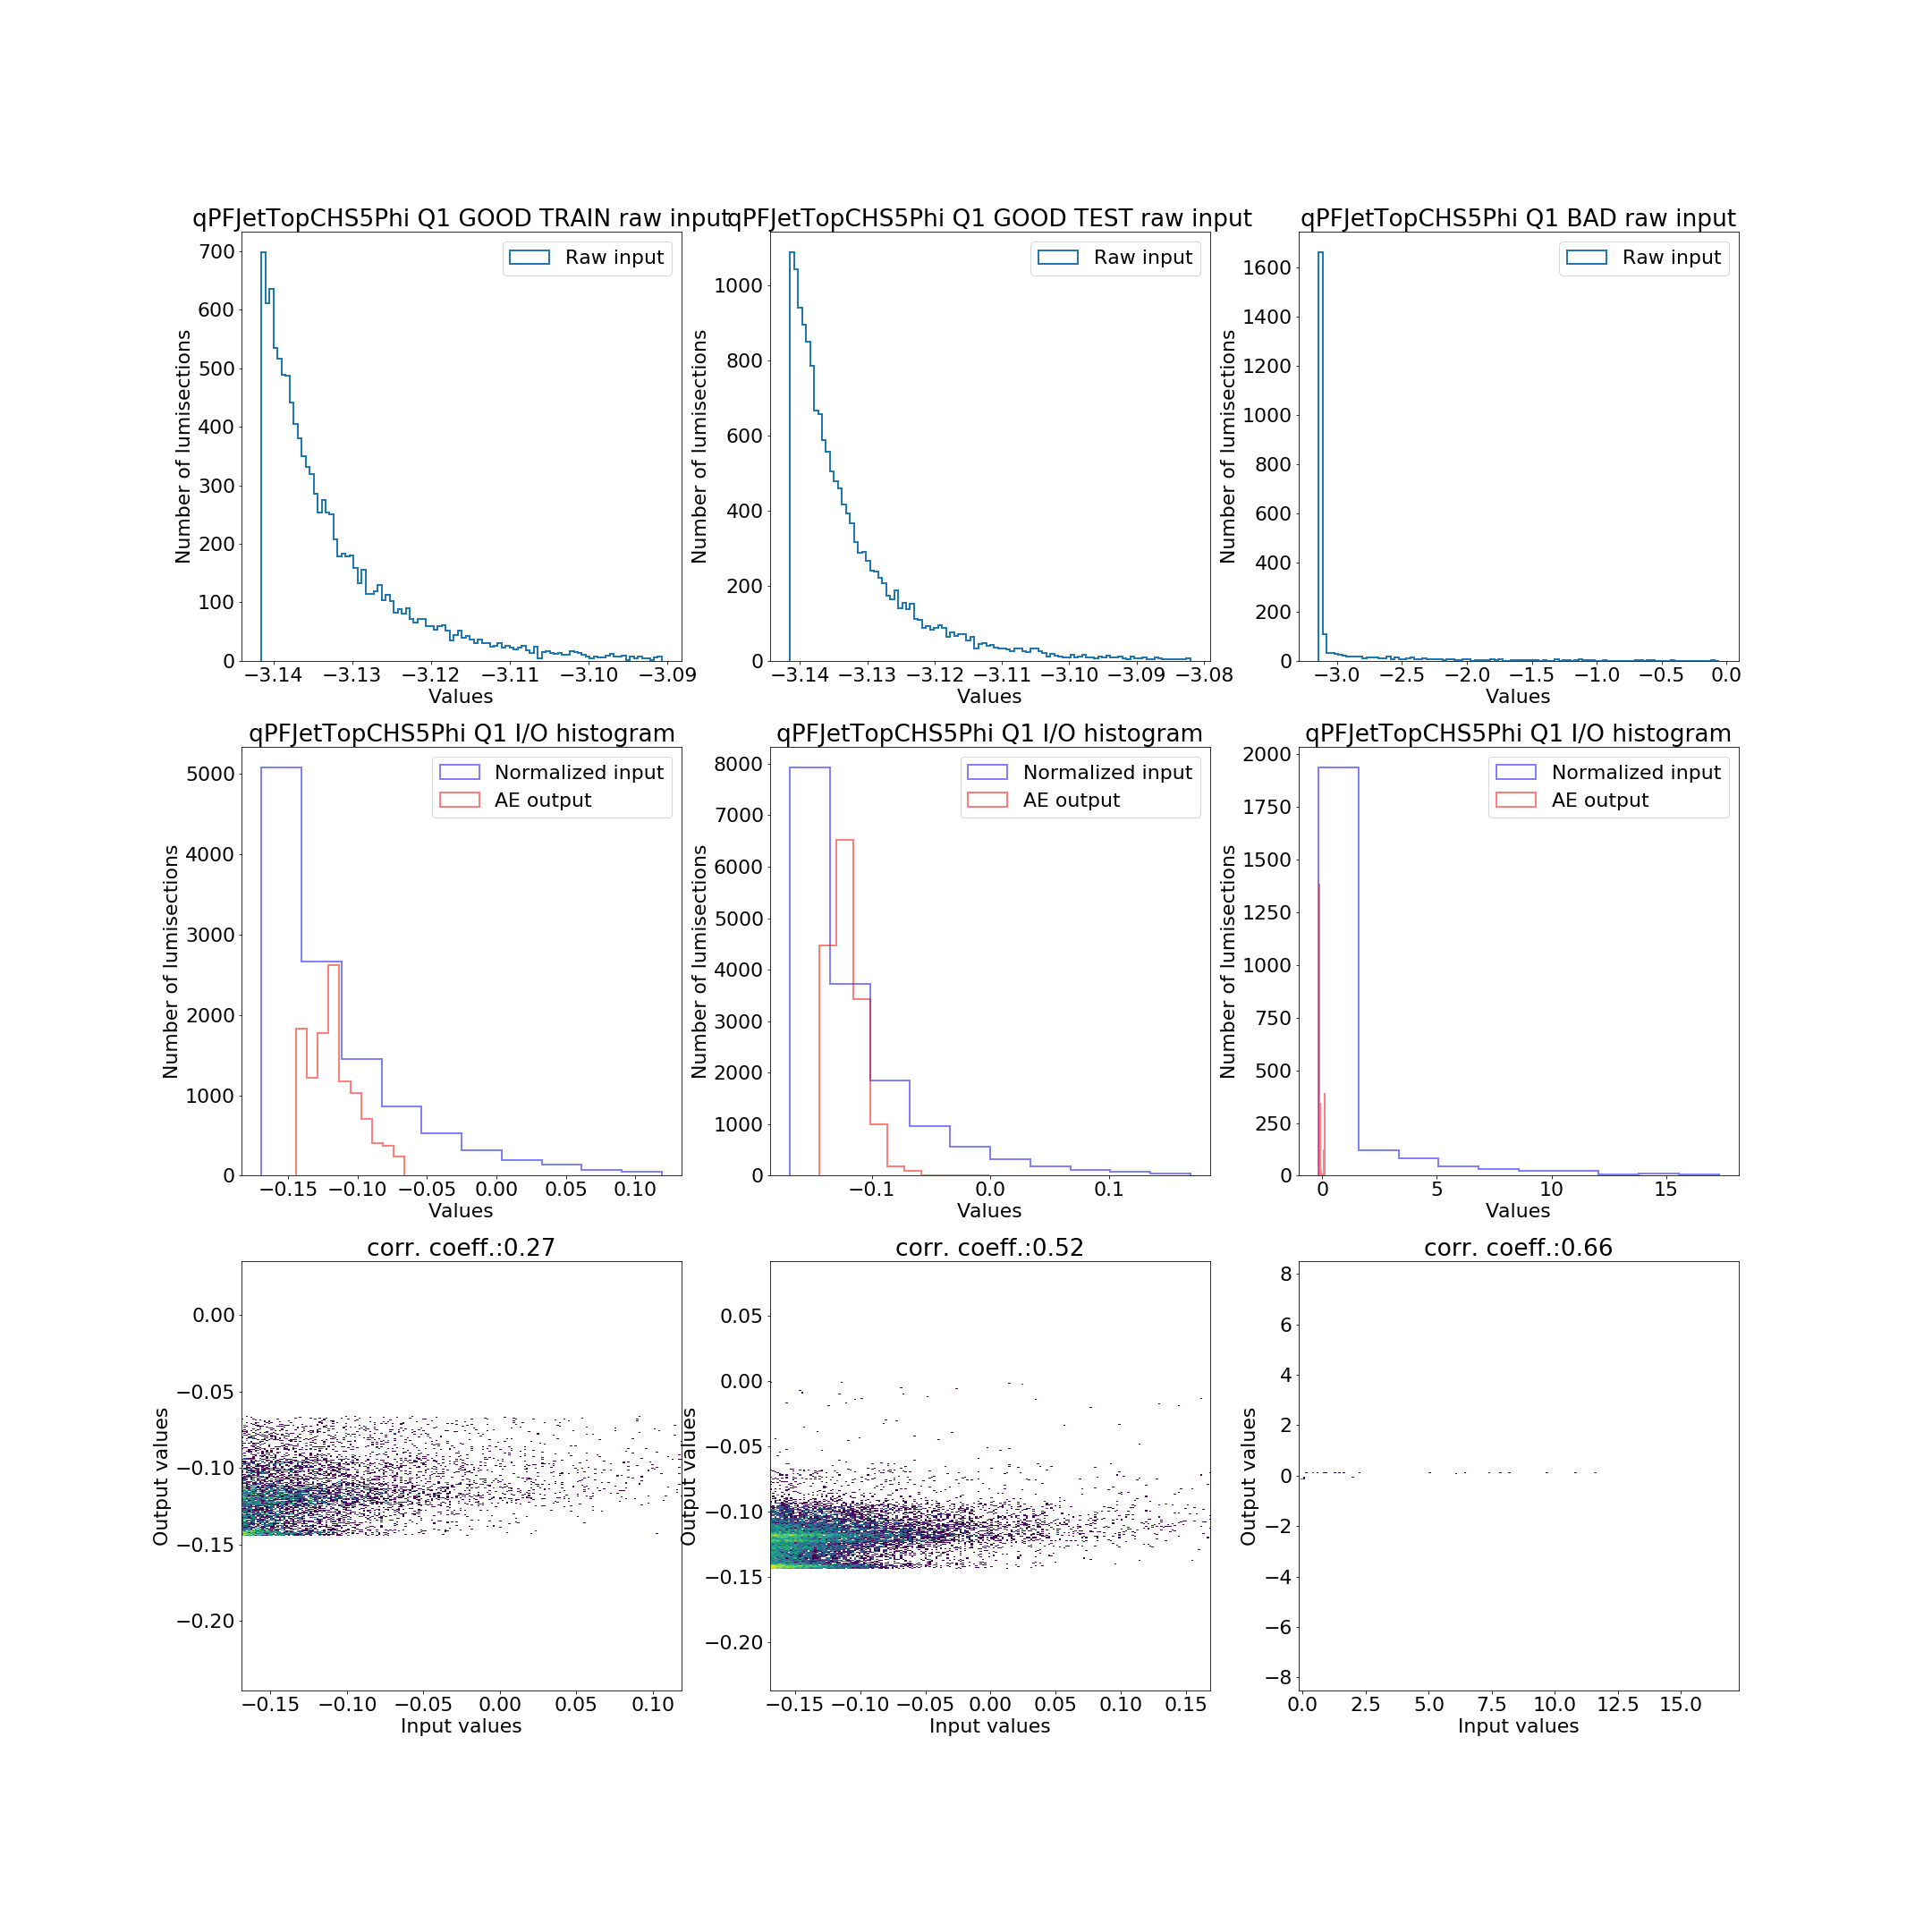 qPFJetTopCHS5Phi Q1 GOOD TRAIN raw input
Raw input
Number of lumisections
700
600
500
400
300
200
100
0
−3.14 −3.13 −3.12 −3.11 −3.10 −3.09
Values
qPFJetTopCHS5Phi Q1 GOOD TEST raw input
Raw input
Number of lumisections
1000
800
600
400
200
0
−3.14 −3.13 −3.12 −3.11 −3.10 −3.09 −3.08
Values
qPFJetTopCHS5Phi Q1 BAD raw input
Raw input
Number of lumisections
1600
1400
1200
1000
800
600
400
200
0
−3.0 −2.5 −2.0 −1.5 −1.0 −0.5 0.0
Values
qPFJetTopCHS5Phi Q1 I/O histogram
Normalized input
AE output
Number of lumisections
5000
4000
3000
2000
1000
0
−0.15 −0.10 −0.05 0.00 0.05 0.10
Values
qPFJetTopCHS5Phi Q1 I/O histogram
Normalized input
AE output
Number of lumisections
8000
7000
6000
5000
4000
3000
2000
1000
0
−0.1 0.0 0.1
Values
qPFJetTopCHS5Phi Q1 I/O histogram
Normalized input
AE output
Number of lumisections
2000
1750
1500
1250
1000
750
500
250
0
0 5 10 15
Values
corr. coeff.:0.27
Output values
0.00
−0.05
−0.10
−0.15
−0.20
−0.15 −0.10 −0.05 0.00 0.05 0.10
Input values
corr. coeff.:0.52
Output values
0.05
0.00
−0.05
−0.10
−0.15
−0.20
−0.15 −0.10 −0.05 0.00 0.05 0.10 0.15
Input values
corr. coeff.:0.66
Output values
8
6
4
2
0
−2
−4
−6
−8
0.0 2.5 5.0 7.5 10.0 12.5 15.0
Input values